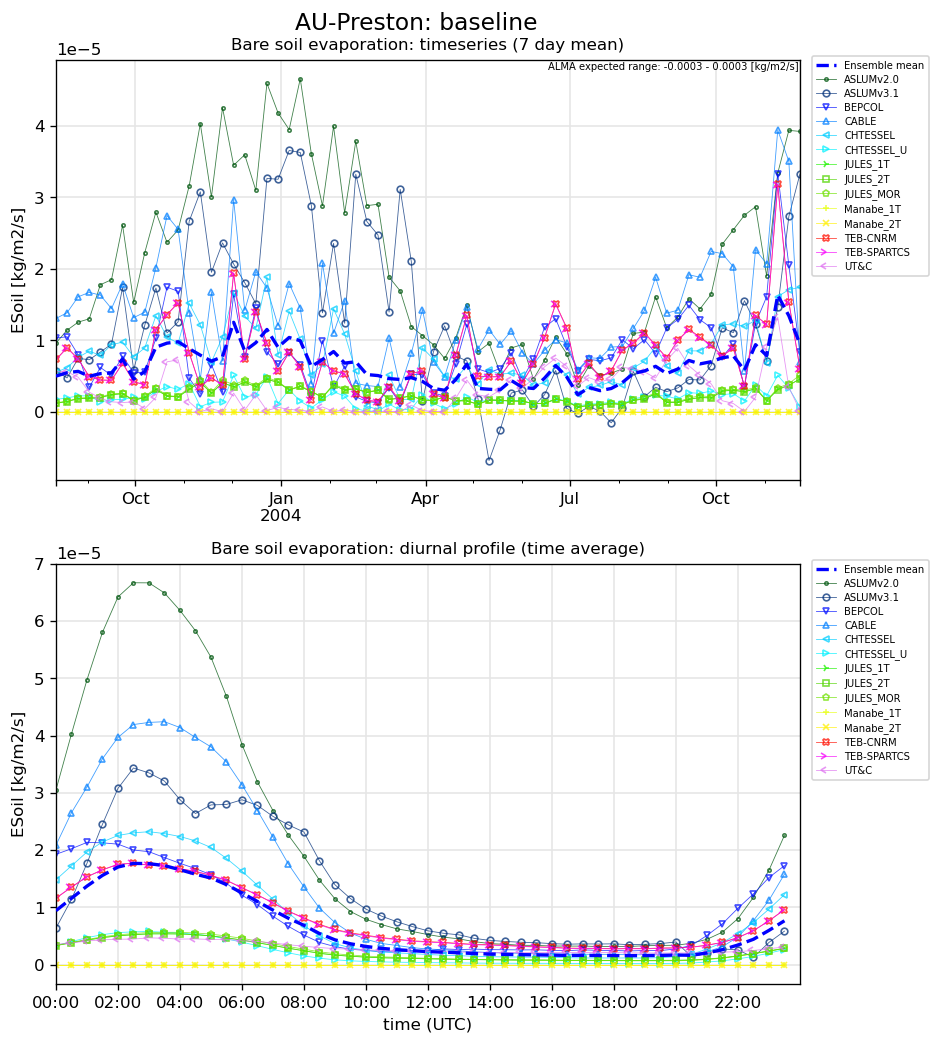 AU-Preston: baseline
Bare soil evaporation: timeseries (7 day mean)
1e−5
ALMA expected range: -0.0003 - 0.0003 [kg/m2/s]
ESoil [kg/m2/s]
4
3
2
1
0
Oct
Jan
2004
Apr
Jul
Oct
Ensemble mean
ASLUMv2.0
ASLUMv3.1
BEPCOL
CABLE
CHTESSEL
CHTESSEL_U
JULES_1T
JULES_2T
JULES_MOR
Manabe_1T
Manabe_2T
TEB-CNRM
TEB-SPARTCS
UT&C
Bare soil evaporation: diurnal profile (time average)
1e−5
ESoil [kg/m2/s]
7
6
5
4
3
2
1
0
00:00 02:00 04:00 06:00 08:00 10:00 12:00 14:00 16:00 18:00 20:00 22:00
time (UTC)
Ensemble mean
ASLUMv2.0
ASLUMv3.1
BEPCOL
CABLE
CHTESSEL
CHTESSEL_U
JULES_1T
JULES_2T
JULES_MOR
Manabe_1T
Manabe_2T
TEB-CNRM
TEB-SPARTCS
UT&C